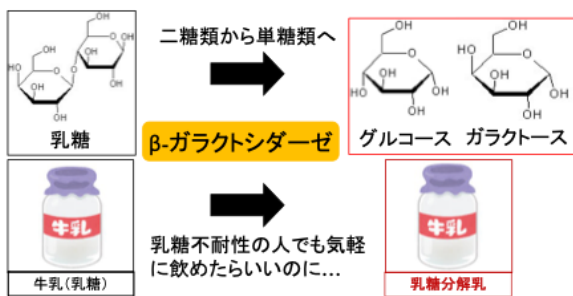 二糖類から単糖類へ
乳糖
β-ガラクトシダーゼ
グルコース ガラクトース
牛乳
牛乳
乳糖不耐性の人でも気軽
に飲めたらいいのに…
牛乳(乳糖)
乳糖分解乳